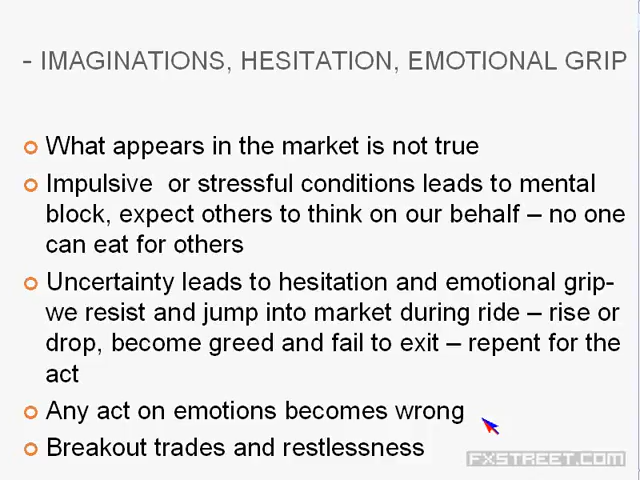 - IMAGINATIONS, HESITATION, EMOTIONAL GRIP
What appears in the market is not true
Impulsive or stressful conditions leads to mental
block, expect others to think on our behalf – no one
can eat for others
Uncertainty leads to hesitation and emotional grip-
we resist and jump into market during ride – rise or
drop, become greed and fail to exit – repent for the
act
Any act on emotions becomes wrong
Breakout trades and restlessness
FXSTREET.COM